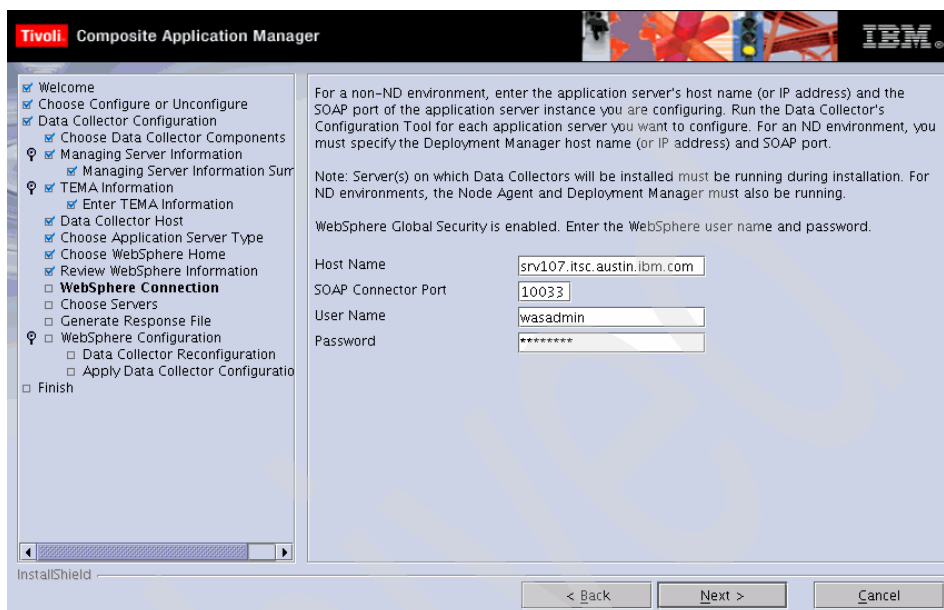 Tivoli. Composite Application Manager
IBM®
Welcome
Choose Configure or Unconfigure
Data Collector Configuration
Choose Data Collector Components
Managing Server Information
Managing Server Information Sum
TEMA Information
Enter TEMA Information
Data Collector Host
Choose Application Server Type
Choose WebSphere Home
Review WebSphere Information
WebSphere Connection
Choose Servers
Generate Response File
WebSphere Configuration
Data Collector Reconfiguration
Apply Data Collector Configuratio
Finish
For a non-ND environment, enter the application server's host name (or IP address) and the
SOAP port of the application server instance you are configuring. Run the Data Collector's
Configuration Tool for each application server you want to configure. For an ND environment, you
must specify the Deployment Manager host name (or IP address) and SOAP port.
Note: Server(s) on which Data Collectors will be installed must be running during installation. For
ND environments, the Node Agent and Deployment Manager must also be running.
WebSphere Global Security is enabled. Enter the WebSphere user name and password.
Host Name srv107.itsc.austin.ibm.com
SOAP Connector Port 10033
User Name wasadmin
Password ********
InstallShield
< Back Next > Cancel